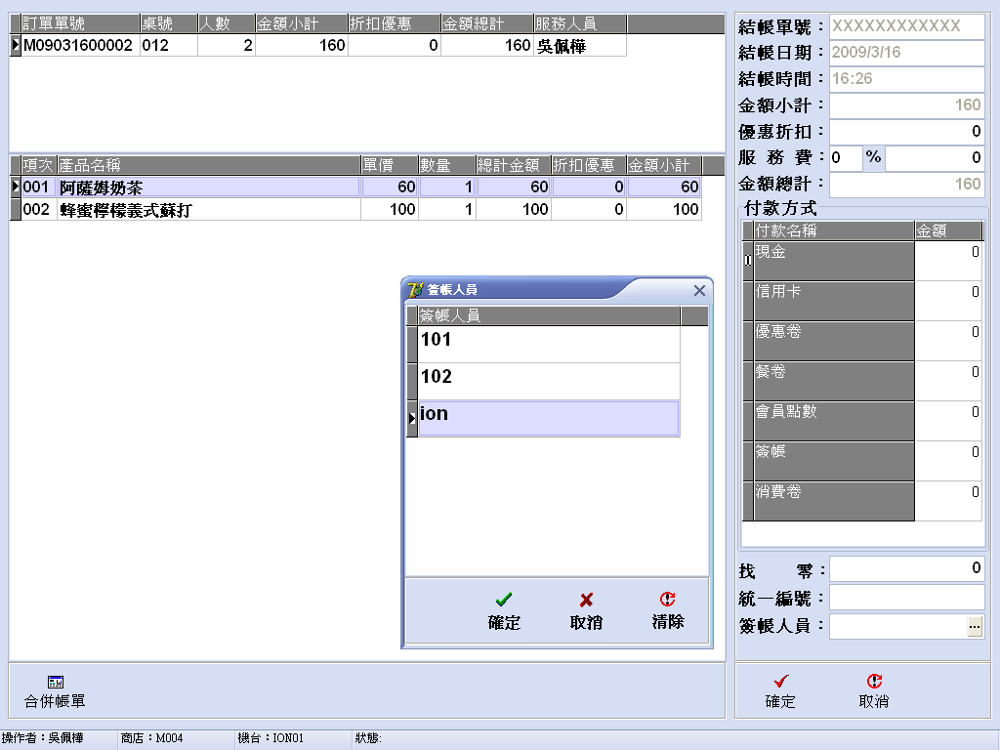 訂單單號 桌號 人數 金額小計 折扣優惠 金額總計 服務人員
M09031600002 012 2 160 0 160 吳佩樺
項次 產品名稱 單價 數量 總計金額 折扣優惠 金額小計
001 阿薩姆奶茶 60 1 60 0 60
002 蜂蜜檸檬義式蘇打 100 1 100 0 100
簽帳人員
簽帳人員
101
102
ion
確定 取消 清除
合併帳單
結帳單號：XXXXXXXXXXXX
結帳日期：2009/3/16
結帳時間：16:26
金額小計：160
優惠折扣：0
服 務 費：0 % 0
金額總計：160
付款方式
付款名稱 金額
現金 0
信用卡 0
優惠卷 0
餐卷 0
會員點數 0
簽帳 0
消費卷 0
找 零：0
統一編號：
簽帳人員： ...
確定 取消
操作者：吳佩樺 商店：M004 機台：ION01 狀態: